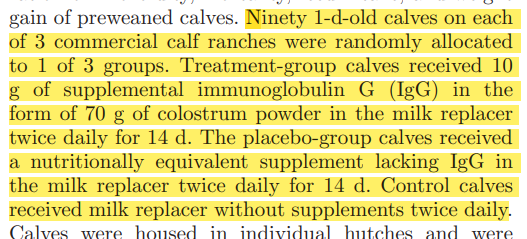 gain of preweaned calves. Ninety 1-d-old calves on each
of 3 commercial calf ranches were randomly allocated
to 1 of 3 groups. Treatment-group calves received 10
g of supplemental immunoglobulin G (IgG) in the
form of 70 g of colostrum powder in the milk replacer
twice daily for 14 d. The placebo-group calves received
a nutritionally equivalent supplement lacking IgG in
the milk replacer twice daily for 14 d. Control calves
received milk replacer without supplements twice daily.
Calves were housed in individual hutches and were